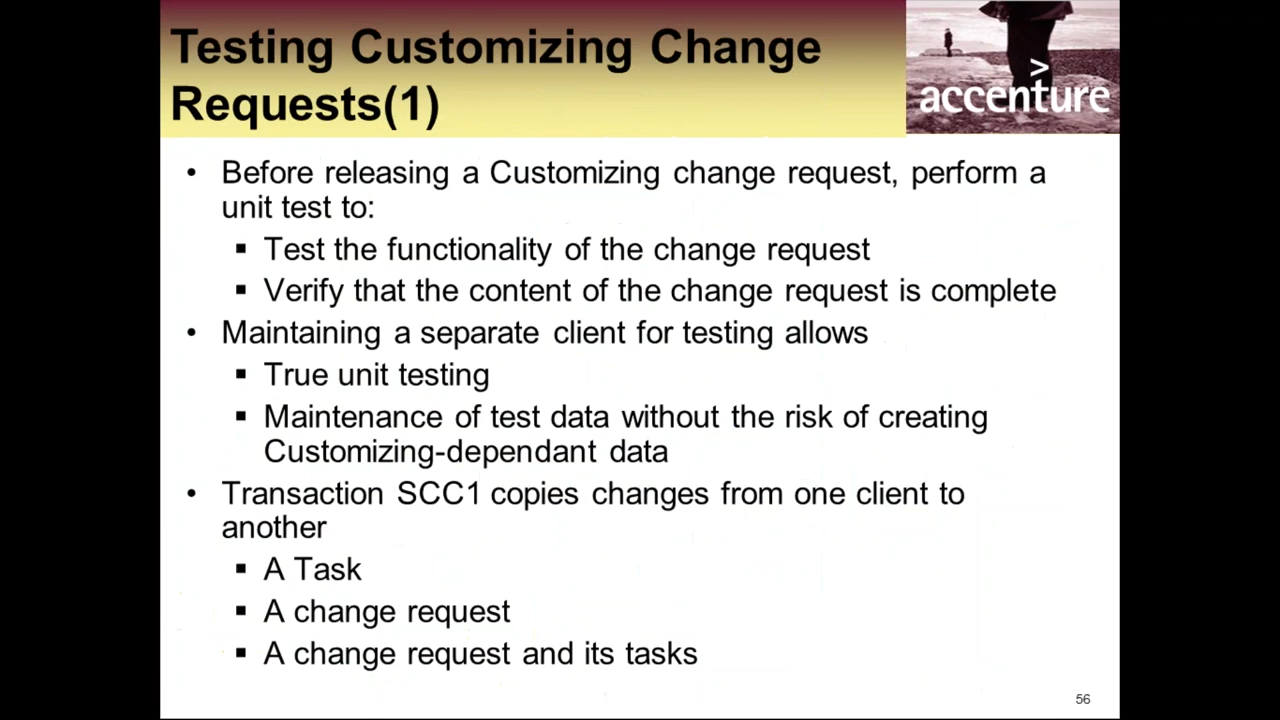 Testing Customizing Change
Requests(1)
>
accenture
• Before releasing a Customizing change request, perform a
unit test to:
▪ Test the functionality of the change request
▪ Verify that the content of the change request is complete
• Maintaining a separate client for testing allows
▪ True unit testing
▪ Maintenance of test data without the risk of creating
Customizing-dependant data
• Transaction SCC1 copies changes from one client to
another
▪ A Task
▪ A change request
▪ A change request and its tasks
56